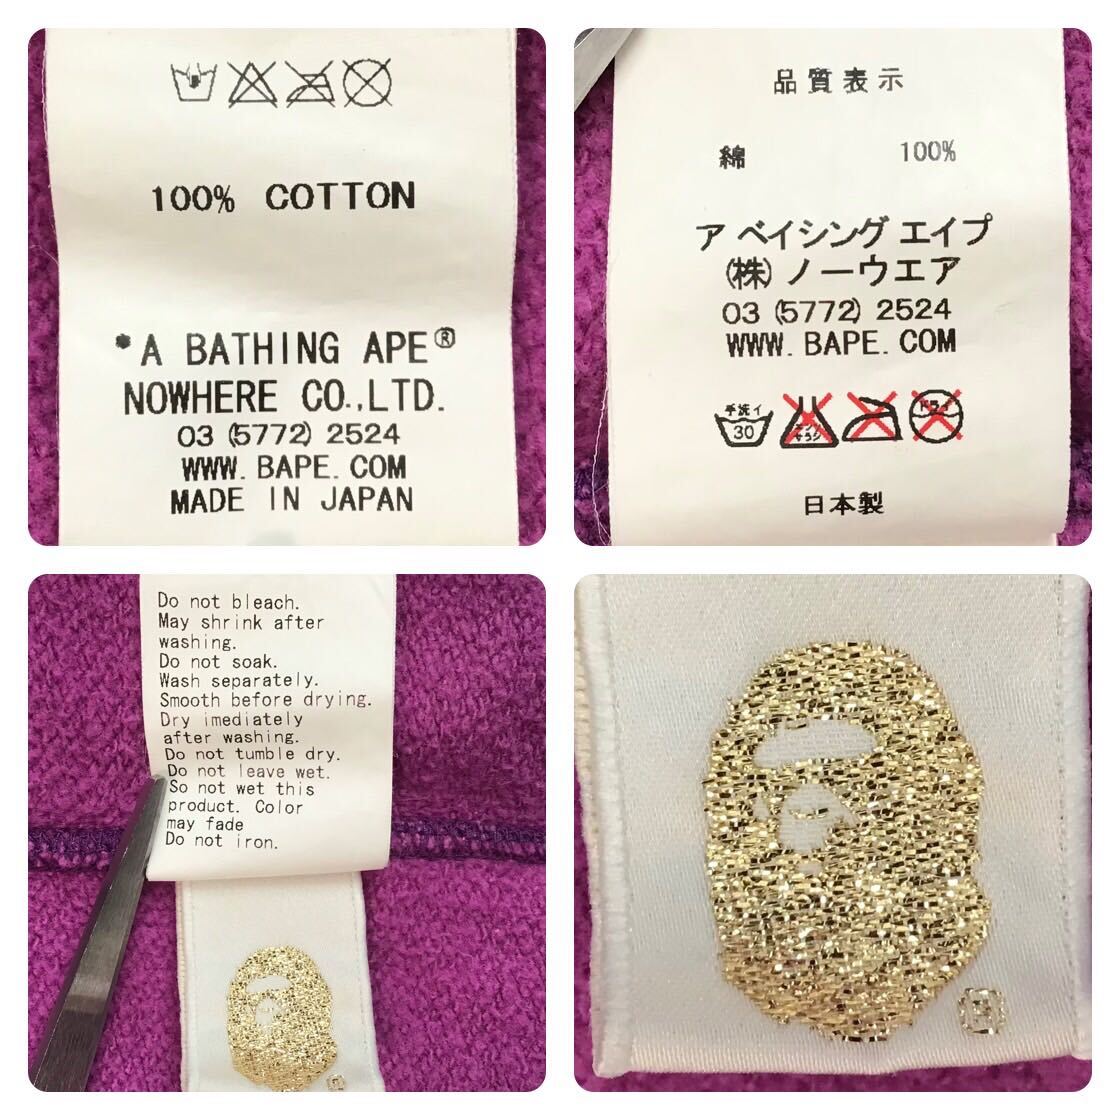 100% COTTON
*A BATHING APE®
NOWHERE CO.,LTD.
03 (5772) 2524
WWW. BAPE. COM
MADE IN JAPAN
品質表示
綿 100%
ア ベイシング エイプ
(株) ノーウエア
03 (5772) 2524
WWW. BAPE. COM
手洗イ
30
ドライ
日本製
Do not bleach.
May shrink after
washing.
Do not soak.
Wash separately.
Smooth before drying.
Dry imediately
after washing.
Do not tumble dry.
Do not leave wet.
So not wet this
product. Color
may fade
Do not iron.